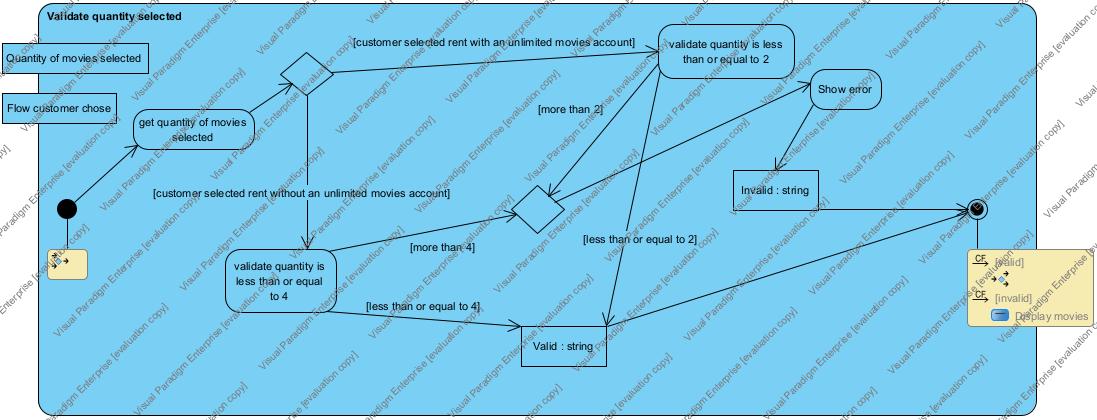 Validate quantity selected
Quantity of movies selected
Flow customer chose
get quantity of movies
selected
[customer selected rent with an unlimited movies account]
validate quantity is less
than or equal to 2
Show error
[more than 2]
Invalid : string
[customer selected rent without an unlimited movies account]
[more than 4]
[less than or equal to 2]
validate quantity is
less than or equal
to 4
[less than or equal to 4]
Valid : string
CF [valid]
CF [invalid]
Display movies
Visual Paradigm Enterprise [evaluation copy]